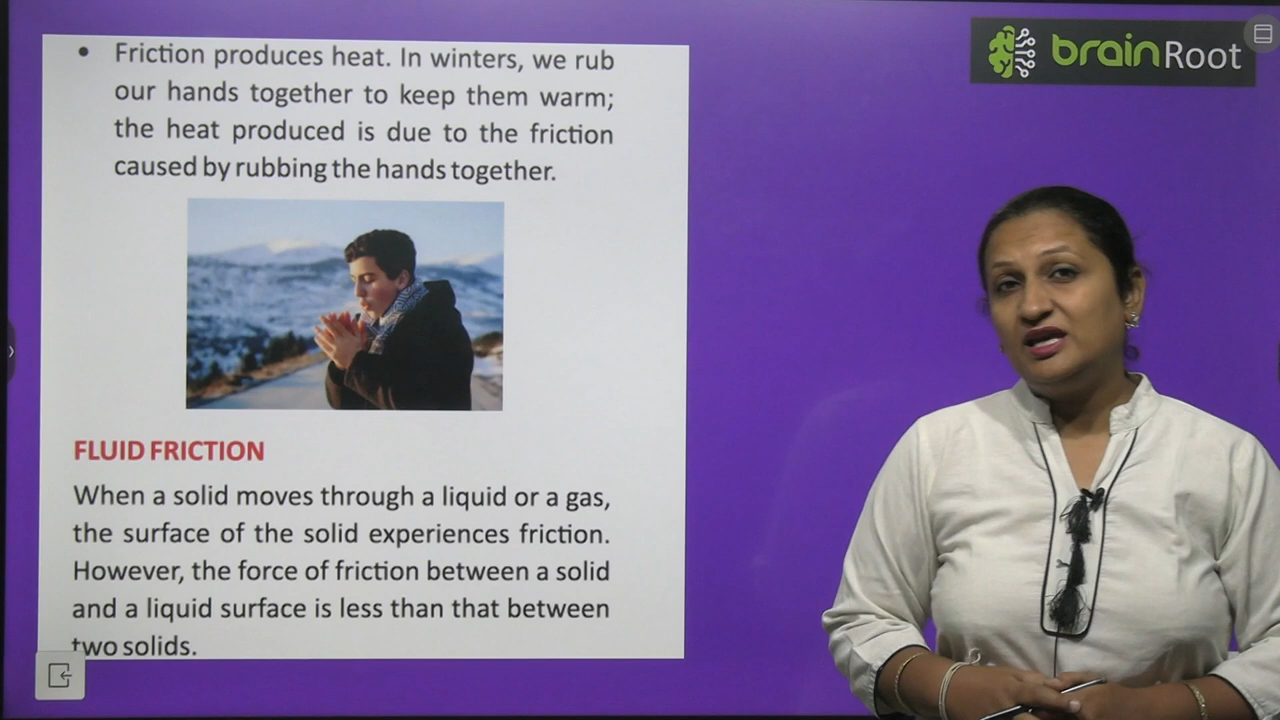 brainRoot
• Friction produces heat. In winters, we rub
our hands together to keep them warm;
the heat produced is due to the friction
caused by rubbing the hands together.
FLUID FRICTION
When a solid moves through a liquid or a gas,
the surface of the solid experiences friction.
However, the force of friction between a solid
and a liquid surface is less than that between
two solids.